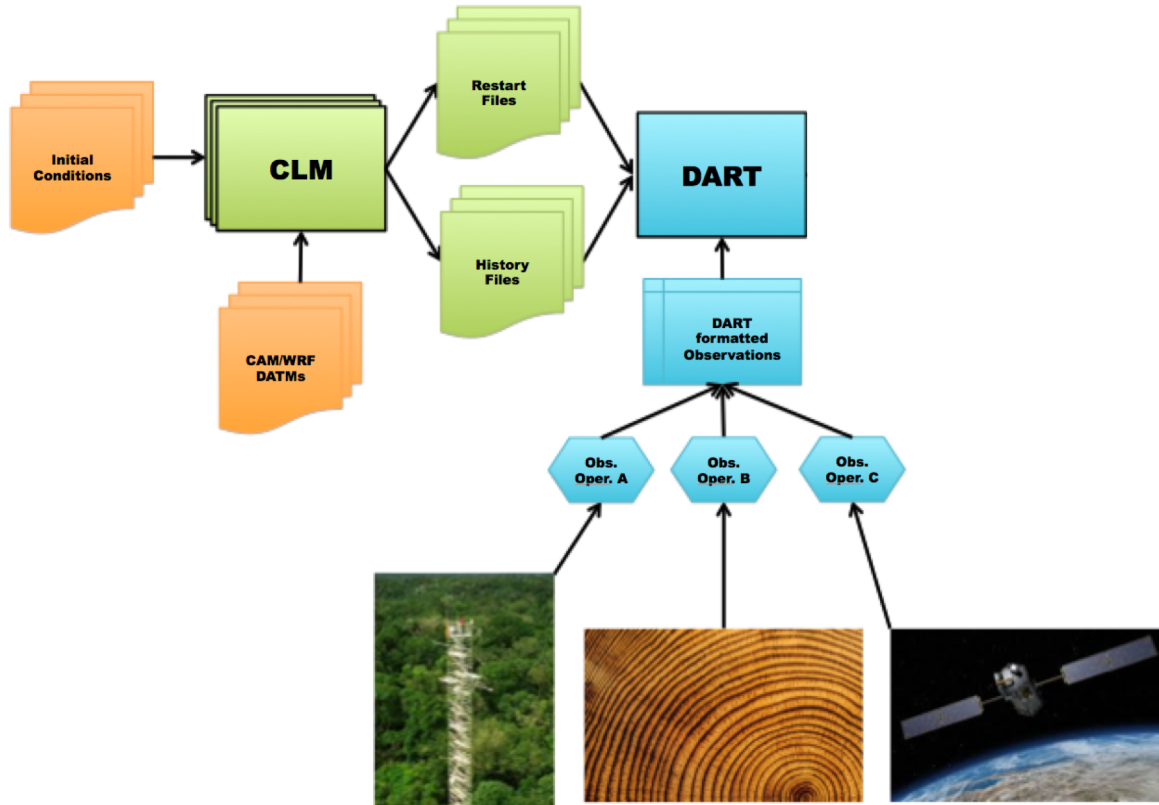 Initial
Conditions
CLM
CAM/WRF
DATMs
Restart
Files
History
Files
DART
DART
formatted
Observations
Obs.
Oper. A
Obs.
Oper. B
Obs.
Oper. C